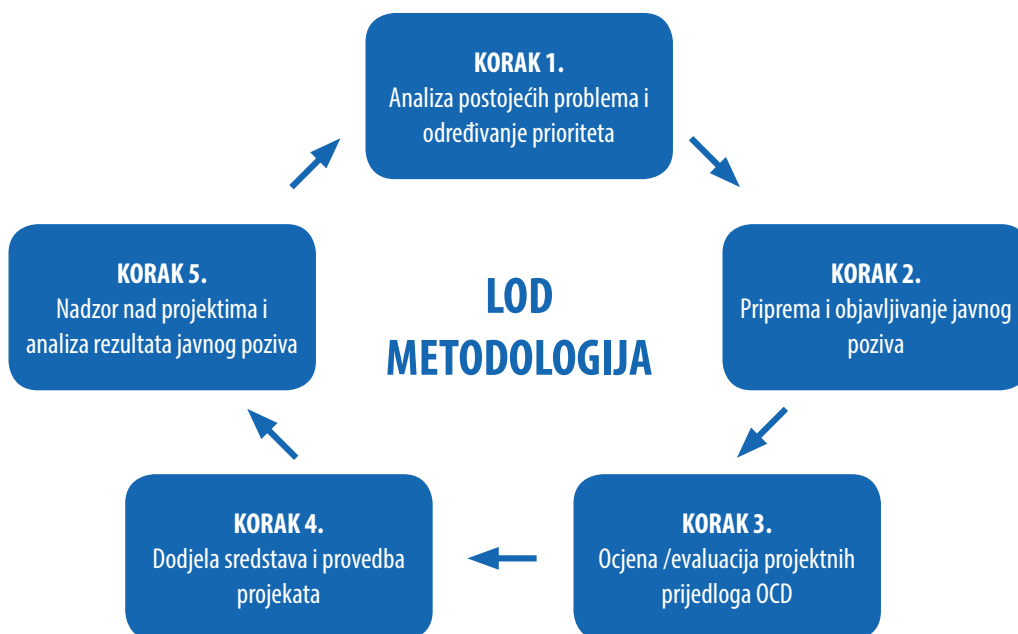 KORAK 1.
Analiza postojećih problema i
određivanje prioriteta
KORAK 2.
Priprema i objavljivanje javnog
poziva
KORAK 3.
Ocjena /evaluacija projektnih
prijedloga OCD
KORAK 4.
Dodjela sredstava i provedba
projekata
KORAK 5.
Nadzor nad projektima i
analiza rezultata javnog poziva
LOD
METODOLOGIJA